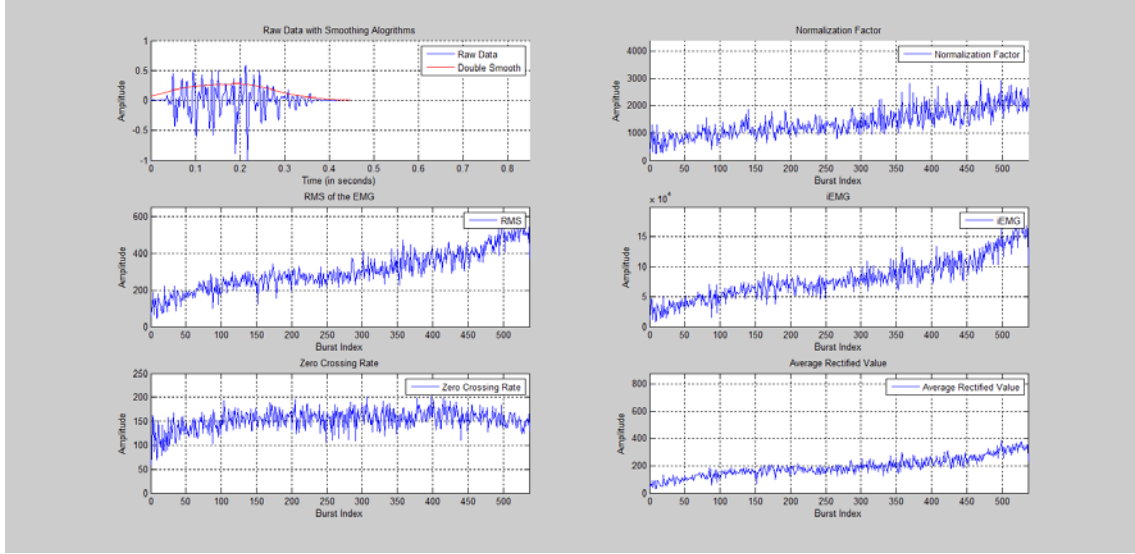 Raw Data with Smoothing Alogrithms
1
0.5
0
-0.5
-1
Amplitude
Raw Data
Double Smooth
0 0.1 0.2 0.3 0.4 0.5 0.6 0.7 0.8
Time (in seconds)
Normalization Factor
4000
3000
2000
1000
0
Amplitude
Normalization Factor
0 50 100 150 200 250 300 350 400 450 500
Burst Index
RMS of the EMG
600
400
200
0
Amplitude
RMS
0 50 100 150 200 250 300 350 400 450 500
Burst Index
iEMG
x 10^4
15
10
5
0
Amplitude
iEMG
0 50 100 150 200 250 300 350 400 450 500
Burst Index
Zero Crossing Rate
250
200
150
100
50
0
Amplitude
Zero Crossing Rate
0 50 100 150 200 250 300 350 400 450 500
Burst Index
Average Rectified Value
800
600
400
200
0
Amplitude
Average Rectified Value
0 50 100 150 200 250 300 350 400 450 500
Burst Index